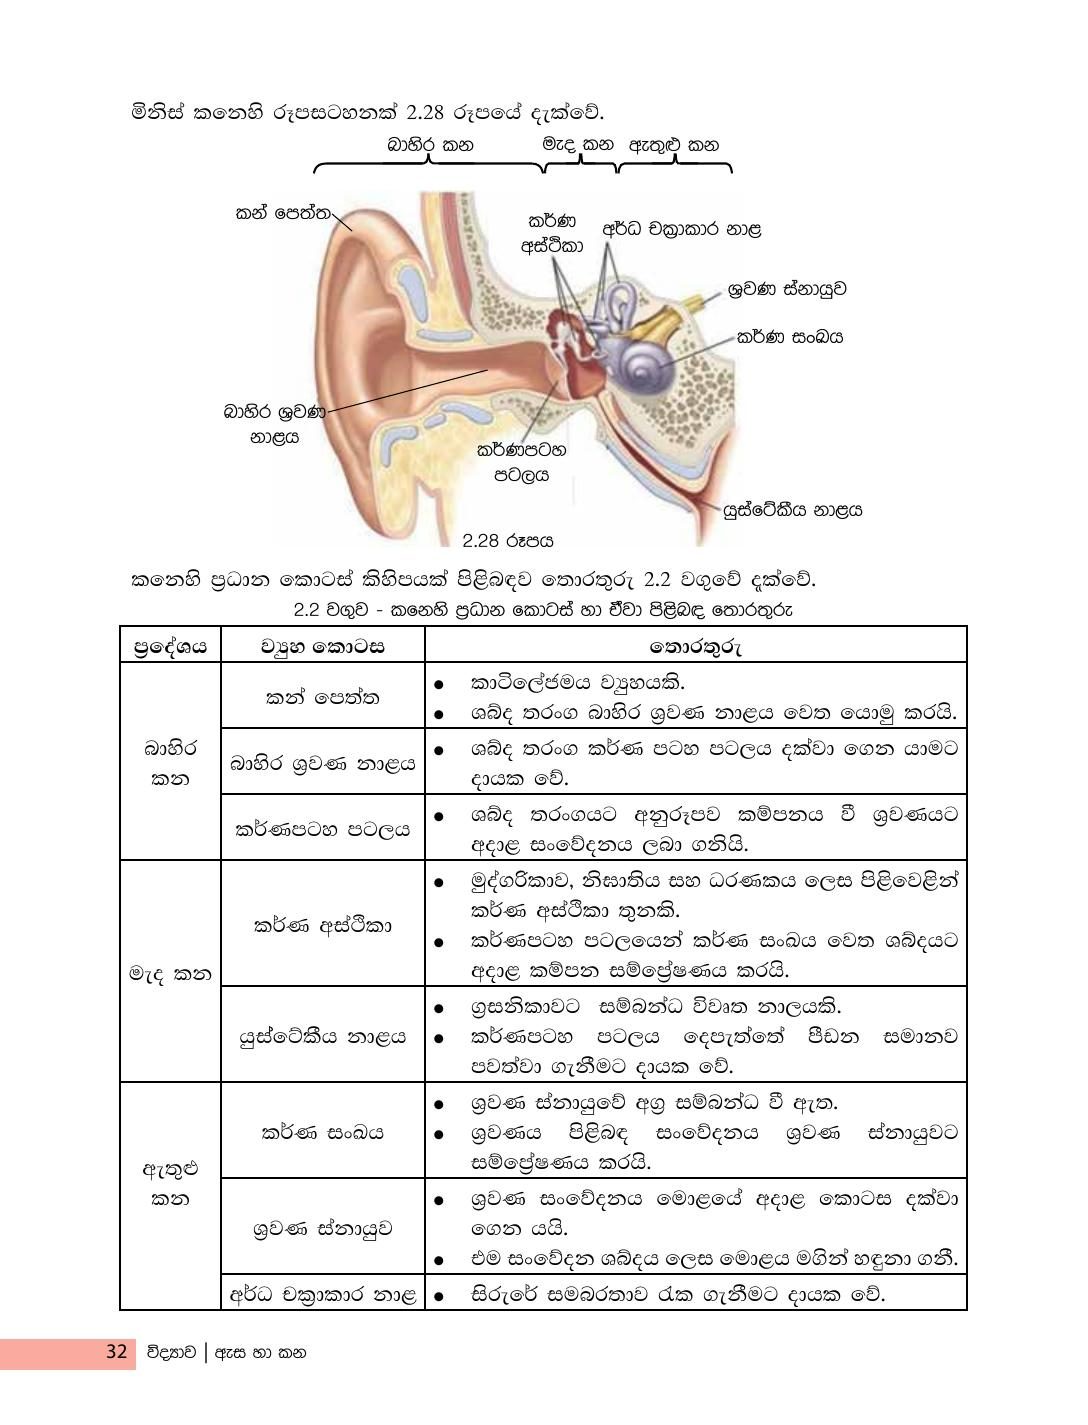 මිනිස් කනෙහි රූපසටහනක් 2.28 රූපයේ දැක්වේ.
බාහිර කන මැද කන ඇතුළු කන
කන් පෙත්ත
කර්ණ
අස්ථිකා
අර්ධ චක්‍රාකාර නාළ
ශ්‍රවණ ස්නායුව
කර්ණ සංඛය
බාහිර ශ්‍රවණ
නාළය
කර්ණපටහ
පටලය
යුස්ටේකීය නාළය
2.28 රූපය
කනෙහි ප්‍රධාන කොටස් කිහිපයක් පිළිබඳව තොරතුරු 2.2 වගුවේ දැක්වේ.
2.2 වගුව - කනෙහි ප්‍රධාන කොටස් හා ඒවා පිළිබඳ තොරතුරු
ප්‍රදේශය ව්‍යුහ කොටස තොරතුරු
බාහිර
කන
කන් පෙත්ත
● කාටිලේජමය ව්‍යුහයකි.
● ශබ්ද තරංග බාහිර ශ්‍රවණ නාළය වෙත යොමු කරයි.
බාහිර ශ්‍රවණ නාළය
● ශබ්ද තරංග කර්ණ පටහ පටලය දක්වා ගෙන යාමට
දායක වේ.
කර්ණපටහ පටලය
● ශබ්ද තරංගයට අනුරූපව කම්පනය වී ශ්‍රවණයට
අදාළ සංවේදනය ලබා ගනියි.
මැද කන
කර්ණ අස්ථිකා
● මුද්ගරිකාව, නිඝාතිය සහ ධරණකය ලෙස පිළිවෙළින්
කර්ණ අස්ථිකා තුනකි.
● කර්ණපටහ පටලයෙන් කර්ණ සංඛය වෙත ශබ්දයට
අදාළ කම්පන සම්ප්‍රේෂණය කරයි.
යුස්ටේකීය නාළය
● ග්‍රසනිකාවට සම්බන්ධ විවෘත නාලයකි.
● කර්ණපටහ පටලය දෙපැත්තේ පීඩන සමානව
පවත්වා ගැනීමට දායක වේ.
ඇතුළු
කන
කර්ණ සංඛය
● ශ්‍රවණ ස්නායුවේ අග්‍ර සම්බන්ධ වී ඇත.
● ශ්‍රවණය පිළිබඳ සංවේදනය ශ්‍රවණ ස්නායුවට
සම්ප්‍රේෂණය කරයි.
ශ්‍රවණ ස්නායුව
● ශ්‍රවණ සංවේදනය මොළයේ අදාළ කොටස දක්වා
ගෙන යයි.
● එම සංවේදන ශබ්දය ලෙස මොළය මගින් හඳුනා ගනී.
අර්ධ චක්‍රාකාර නාළ
● සිරුරේ සමබරතාව රැක ගැනීමට දායක වේ.
32 විද්‍යාව | ඇස හා කන